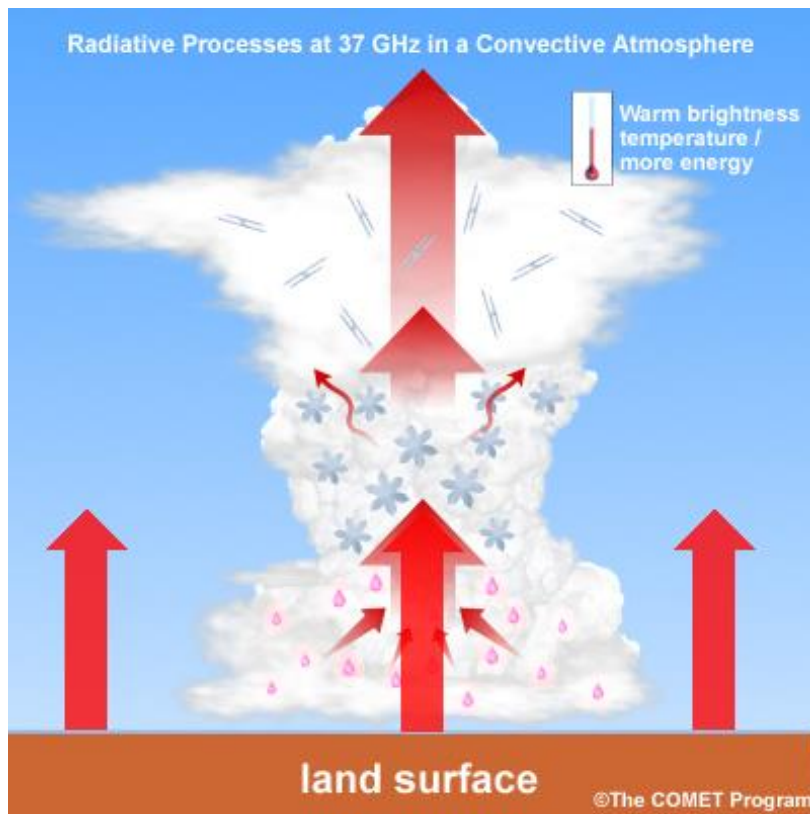 Radiative Processes at 37 GHz in a Convective Atmosphere
Warm brightness
temperature /
more energy
land surface
©The COMET Program